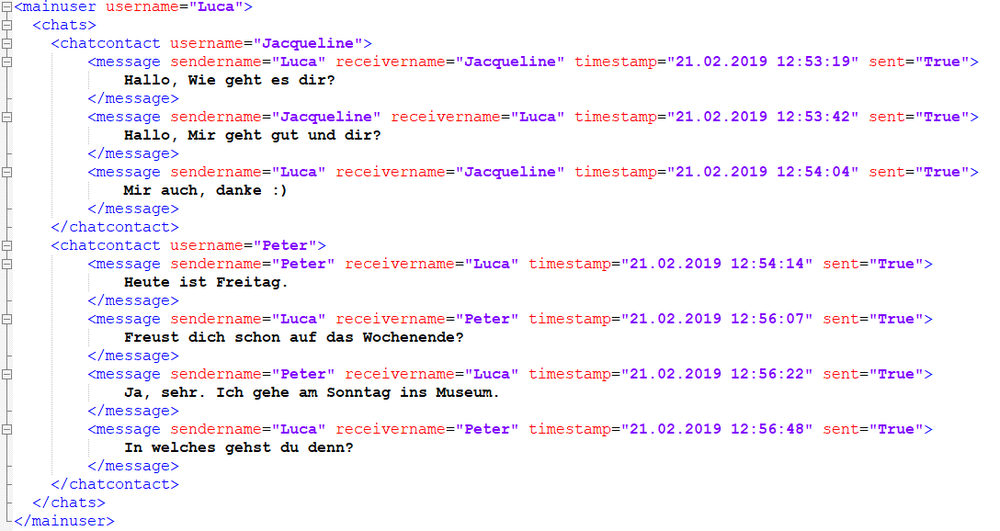 <mainuser username="Luca">
<chats>
<chatcontact username="Jacqueline">
<message sendername="Luca" receivername="Jacqueline" timestamp="21.02.2019 12:53:19" sent="True">
Hallo, Wie geht es dir?
</message>
<message sendername="Jacqueline" receivername="Luca" timestamp="21.02.2019 12:53:42" sent="True">
Hallo, Mir geht gut und dir?
</message>
<message sendername="Luca" receivername="Jacqueline" timestamp="21.02.2019 12:54:04" sent="True">
Mir auch, danke :)
</message>
</chatcontact>
<chatcontact username="Peter">
<message sendername="Peter" receivername="Luca" timestamp="21.02.2019 12:54:14" sent="True">
Heute ist Freitag.
</message>
<message sendername="Luca" receivername="Peter" timestamp="21.02.2019 12:56:07" sent="True">
Freust dich schon auf das Wochenende?
</message>
<message sendername="Peter" receivername="Luca" timestamp="21.02.2019 12:56:22" sent="True">
Ja, sehr. Ich gehe am Sonntag ins Museum.
</message>
<message sendername="Luca" receivername="Peter" timestamp="21.02.2019 12:56:48" sent="True">
In welches gehst du denn?
</message>
</chatcontact>
</chats>
</mainuser>